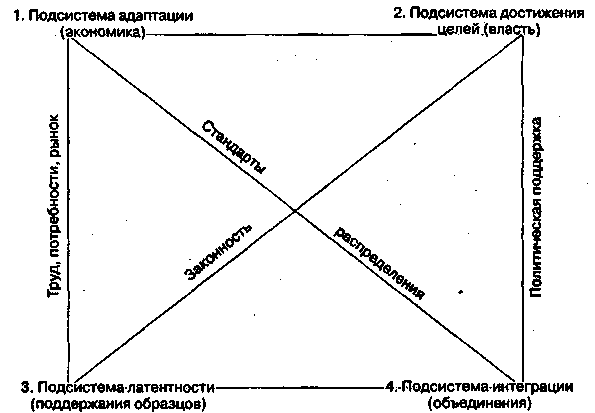 1. Подсистема адаптации
(экономика)
2. Подсистема достижения
целей (власть)
Труд, потребности, рынок
Стандарты
распределения
Законность
Политическая поддержка
3. Подсистема латентности
(поддержания образцов)
4. Подсистема интеграции
(объединения)